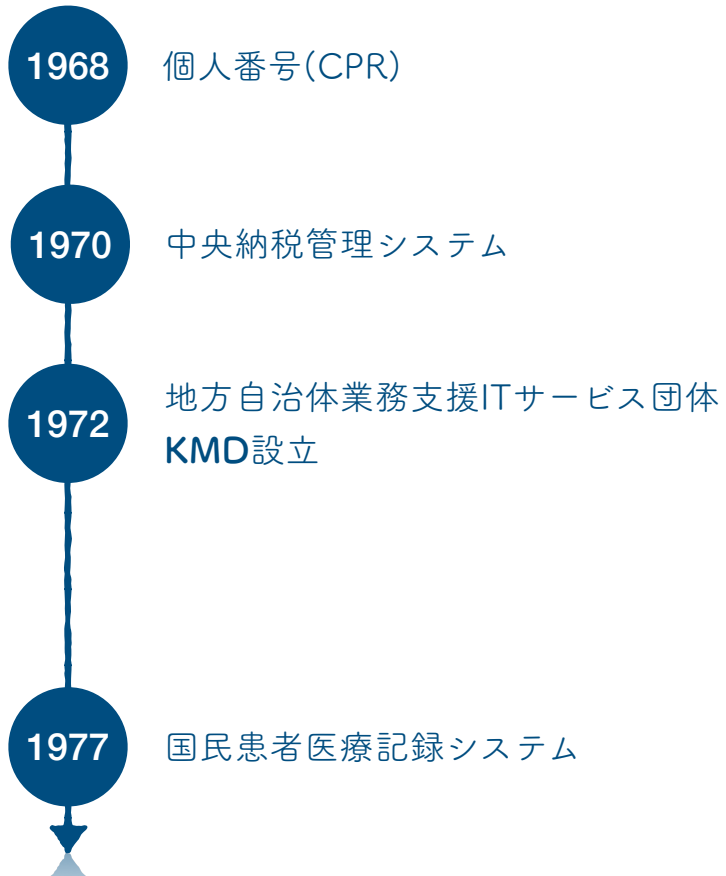 1968 個人番号(CPR)
1970 中央納税管理システム
1972 地方自治体業務支援ITサービス団体
KMD設立
1977 国民患者医療記録システム